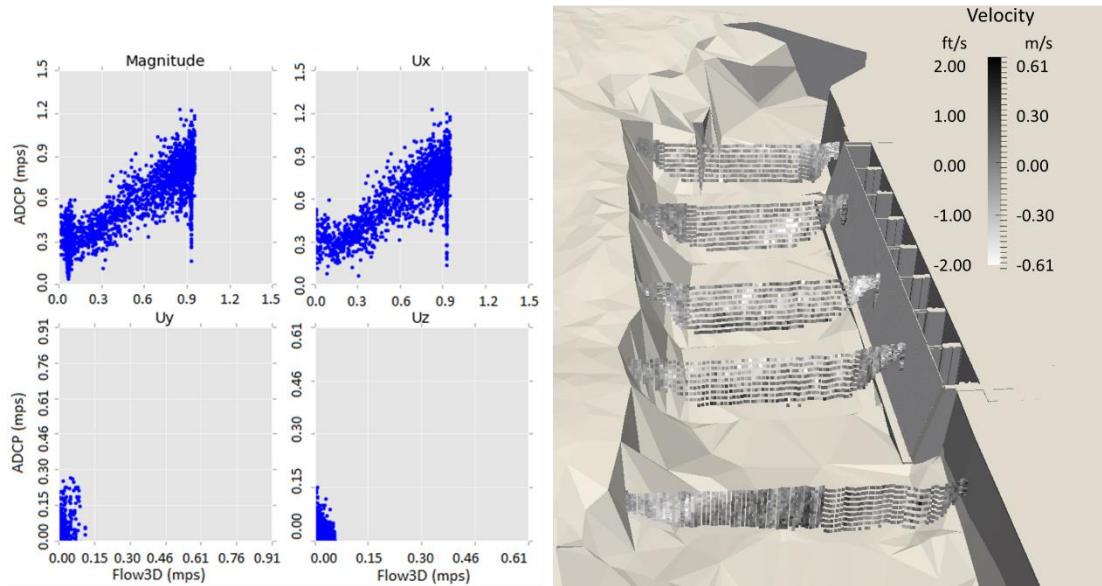 Magnitude
Ux
ADCP (mps)
1.5
1.2
0.9
0.6
0.3
0.0
1.5
1.2
0.9
0.6
0.3
0.0
0.0 0.3 0.6 0.9 1.2 1.5
0.0 0.3 0.6 0.9 1.2 1.5
Uy
Uz
ADCP (mps)
0.91
0.76
0.61
0.46
0.30
0.15
0.00
0.61
0.46
0.30
0.15
0.00
0.00 0.15 0.30 0.46 0.61 0.76 0.91
0.00 0.15 0.30 0.46 0.61
Flow3D (mps)
Flow3D (mps)
Velocity
ft/s m/s
2.00 0.61
1.00 0.30
0.00 0.00
-1.00 -0.30
-2.00 -0.61